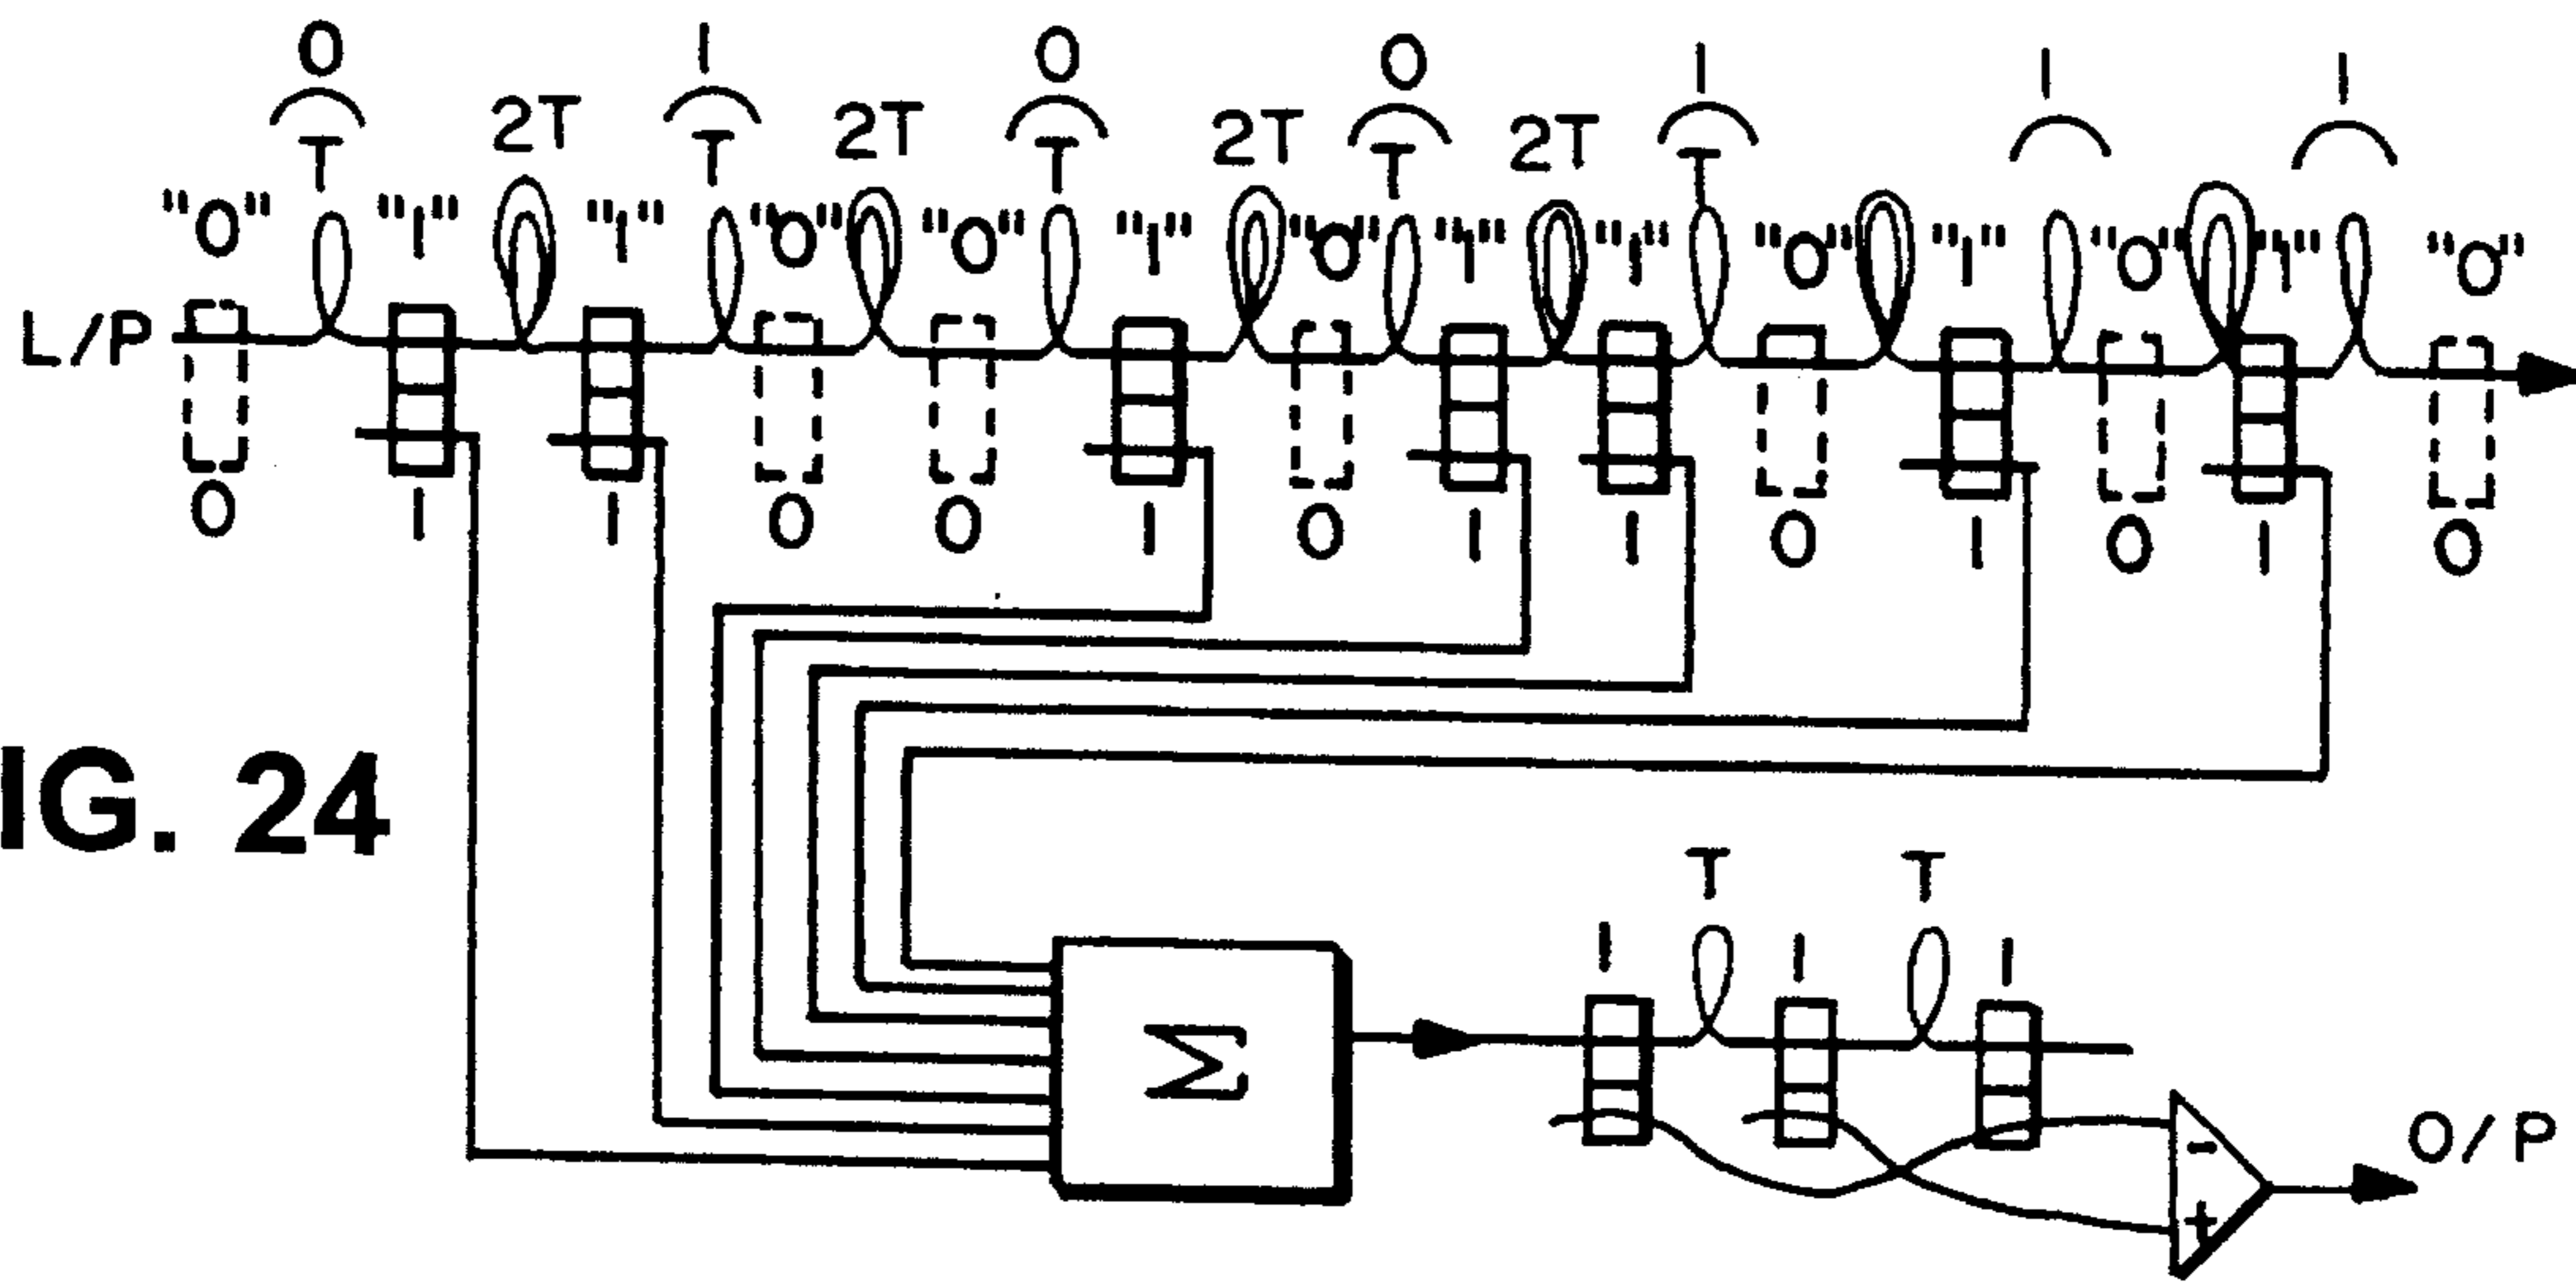 0 1 0 0 1 1 1
T 2T T 2T T 2T T 2T T
"0" "1" "1" "0" "0" "1" "0" "1" "1" "0" "1" "0" "1" "0"
L/P
0 1 1 0 0 1 0 1 1 0 1 0 1 0
IG. 24
T T
1 1 1
Σ
-
+
O/P